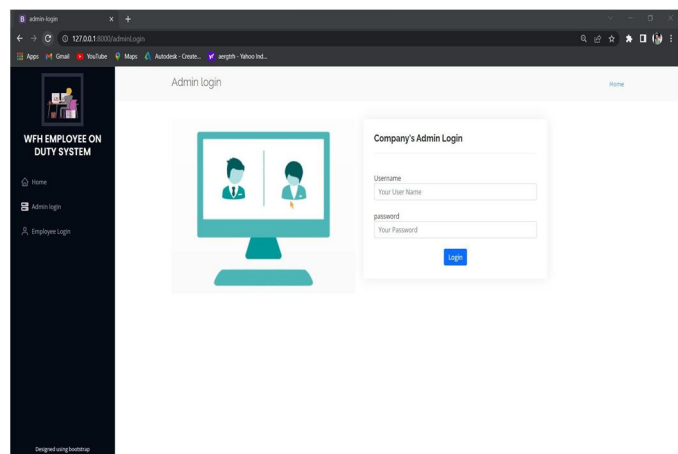 admin-login
127.0.0.1:8000/adminLogin
Apps Gmail YouTube Maps Autodesk - Create... aergtrh - Yahoo Ind...
WFH EMPLOYEE ON
DUTY SYSTEM
Home
Admin login
Employee Login
Designed using bootstrap
Admin login
Home
Company's Admin Login
Username
Your User Name
password
Your Password
Login